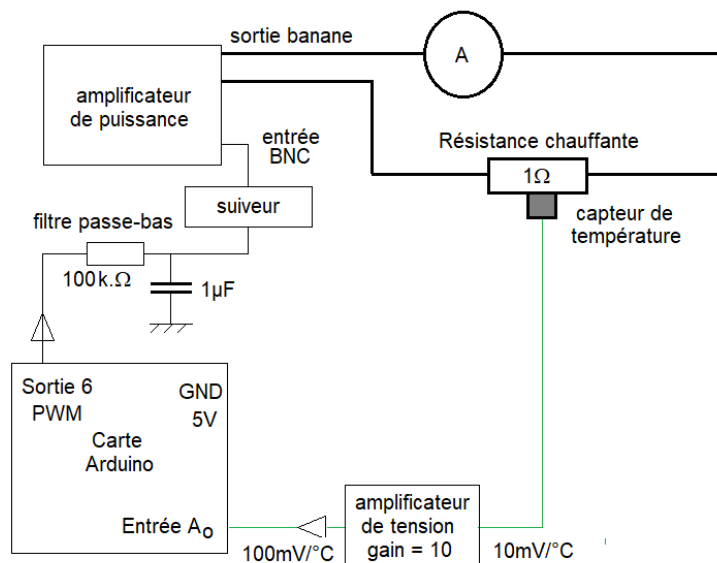 sortie banane
A
amplificateur
de puissance
entrée
BNC
Résistance chauffante
1Ω
suiveur
capteur de
température
filtre passe-bas
100k.Ω
1µF
Sortie 6
PWM
GND
5V
Carte
Arduino
Entrée Ao
amplificateur
de tension
gain = 10
100mV/°C
10mV/°C